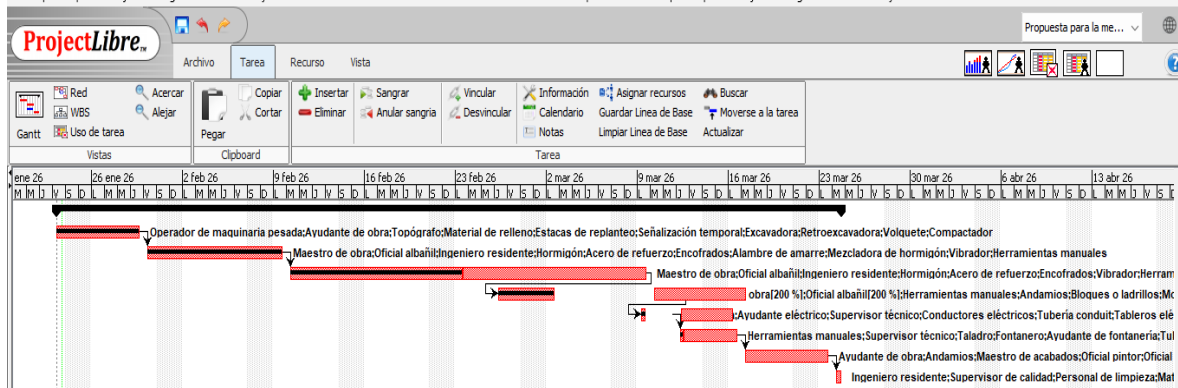 ProjectLibre™
Propuesta para la me...
Archivo Tarea Recurso Vista
Gantt
Red
WBS
Uso de tarea
Acercar
Alejar
Vistas
Pegar
Copiar
Cortar
Clipboard
Insertar
Eliminar
Sangrar
Anular sangria
Vincular
Desvincular
Información
Calendario
Notas
Asignar recursos
Guardar Linea de Base
Limpiar Linea de Base
Buscar
Moverse a la tarea
Actualizar
Tarea
ene 26 26 ene 26 2 feb 26 9 feb 26 16 feb 26 23 feb 26 2 mar 26 9 mar 26 16 mar 26 23 mar 26 30 mar 26 6 abr 26 13 abr 26
M M J V S D L M M J V S D L M M J V S D L M M J V S D L M M J V S D L M M J V S D L M M J V S D L M M J V S D L M M J V S D L M M J V S D L M M J V S D L M M J V S D L M M J V S D
Operador de maquinaria pesada;Ayudante de obra;Topógrafo;Material de relleno;Estacas de replanteo;Señalización temporal;Excavadora;Retroexcavadora;Volquete;Compactador
Maestro de obra;Oficial albañil;Ingeniero residente;Hormigón;Acero de refuerzo;Encofrados;Alambre de amarre;Mezcladora de hormigón;Vibrador;Herramientas manuales
Maestro de obra;Oficial albañil;Ingeniero residente;Hormigón;Acero de refuerzo;Encofrados;Vibrador;Herram
obra[200 %];Oficial albañil[200 %];Herramientas manuales;Andamios;Bloques o ladrillos;Mo
;Ayudante eléctrico;Supervisor técnico;Conductores eléctricos;Tubería conduit;Tableros elé
Herramientas manuales;Supervisor técnico;Taladro;Fontanero;Ayudante de fontanería;Tul
Ayudante de obra;Andamios;Maestro de acabados;Oficial pintor;Oficial
Ingeniero residente;Supervisor de calidad;Personal de limpieza;Mat